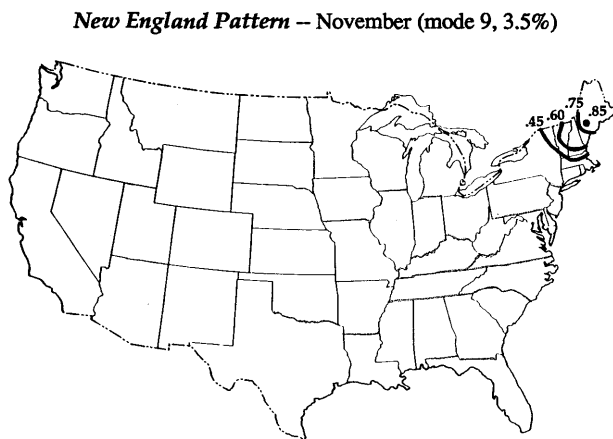 New England Pattern -- November (mode 9, 3.5%)
.75
.45 .60 .85